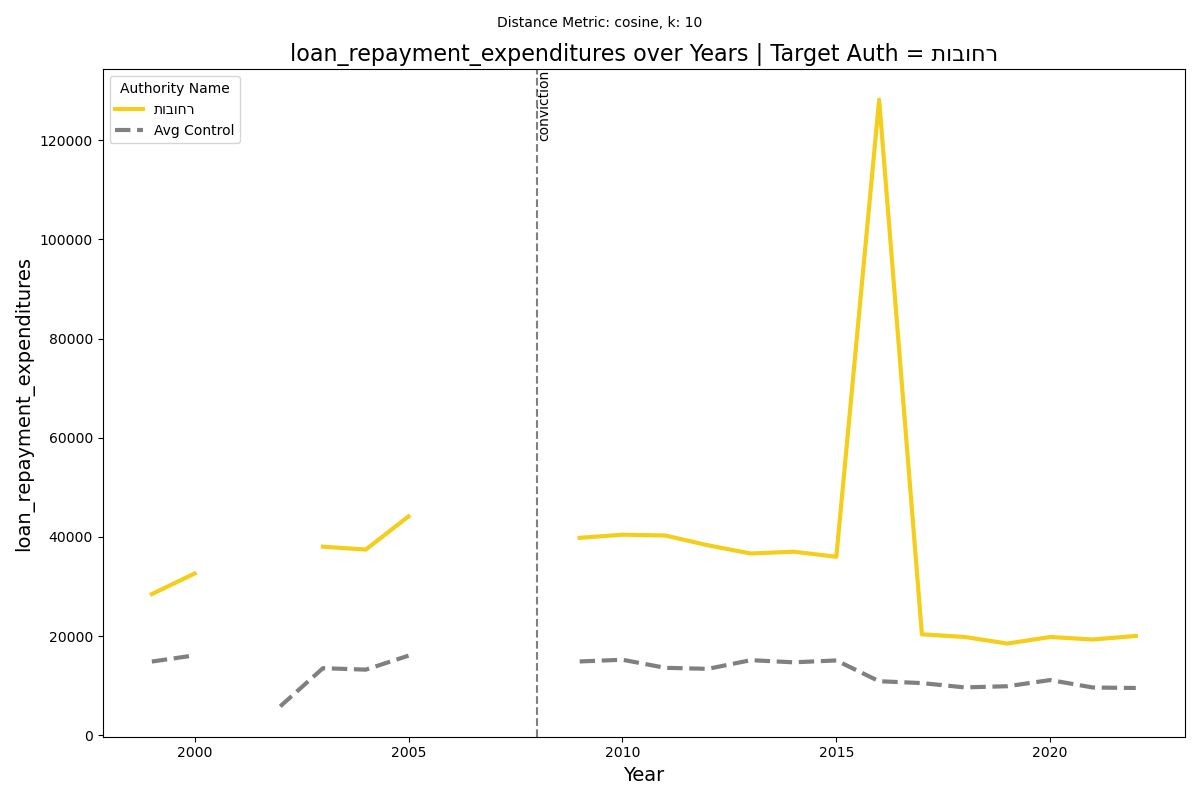 Distance Metric: cosine, k: 10
loan_repayment_expenditures over Years | Target Auth = רחובות
Authority Name
רחובות
Avg Control
conviction
120000
100000
80000
60000
40000
20000
0
loan_repayment_expenditures
2000 2005 2010 2015 2020
Year